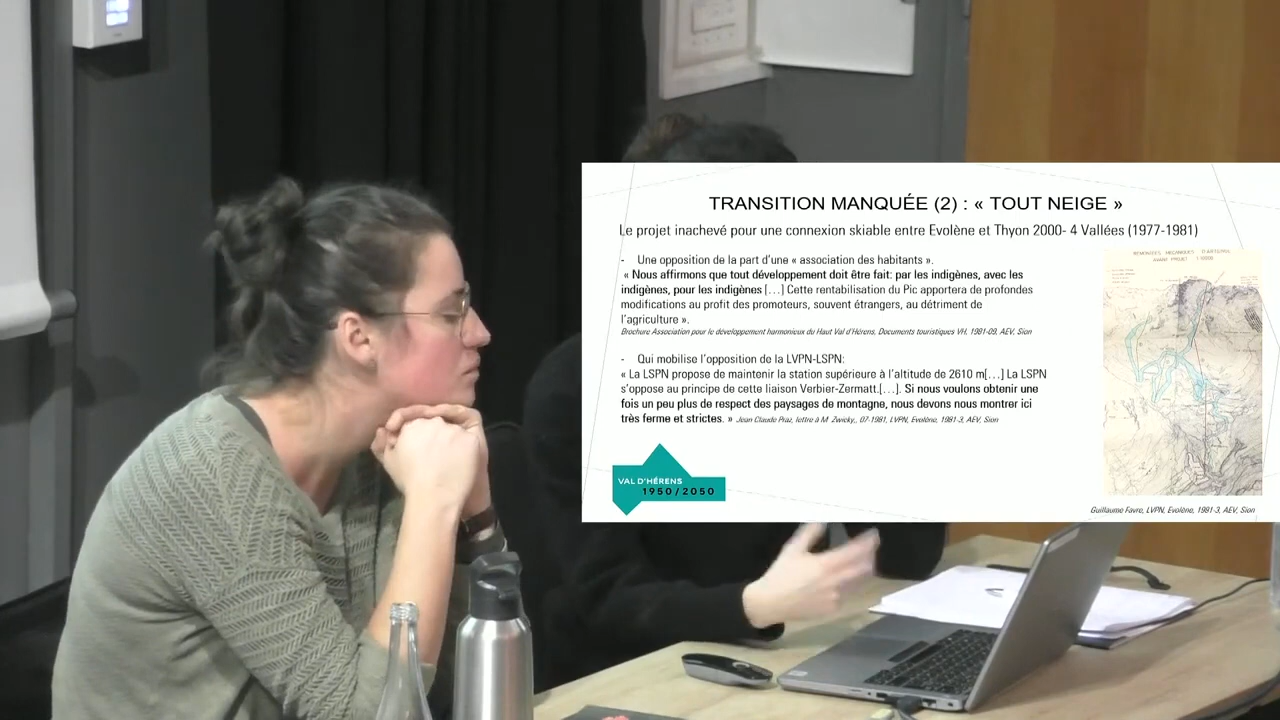 TRANSITION MANQUÉE (2) : « TOUT NEIGE »
Le projet inachevé pour une connexion skiable entre Evolène et Thyon 2000- 4 Vallées (1977-1981)
- Une opposition de la part d'une « association des habitants ».
« Nous affirmons que tout développement doit être fait: par les indigènes, avec les
indigènes, pour les indigènes […] Cette rentabilisation du Pic apportera de profondes
modifications au profit des promoteurs, souvent étrangers, au détriment de
l'agriculture ».
Brochure Association pour le développement harmonieux du Haut Val d'Hérens, Documents touristiques VH, 1981-09, AEV, Sion
- Qui mobilise l'opposition de la LVPN-LSPN:
« La LSPN propose de maintenir la station supérieure à l'altitude de 2610 m[…] La LSPN
s'oppose au principe de cette liaison Verbier-Zermatt.[…]. Si nous voulons obtenir une
fois un peu plus de respect des paysages de montagne, nous devons nous montrer ici
très ferme et strictes. » Jean Claude Praz, lettre à M Zwicky,, 07-1981, LVPN, Evolène, 1981-3, AEV, Sion
VAL D'HÉRENS
1950/2050
REMONTÉES MÉCANIQUES D'ARTSINOL
AVANT PROJET
Guillaume Favre, LVPN, Evolène, 1981-3, AEV, Sion